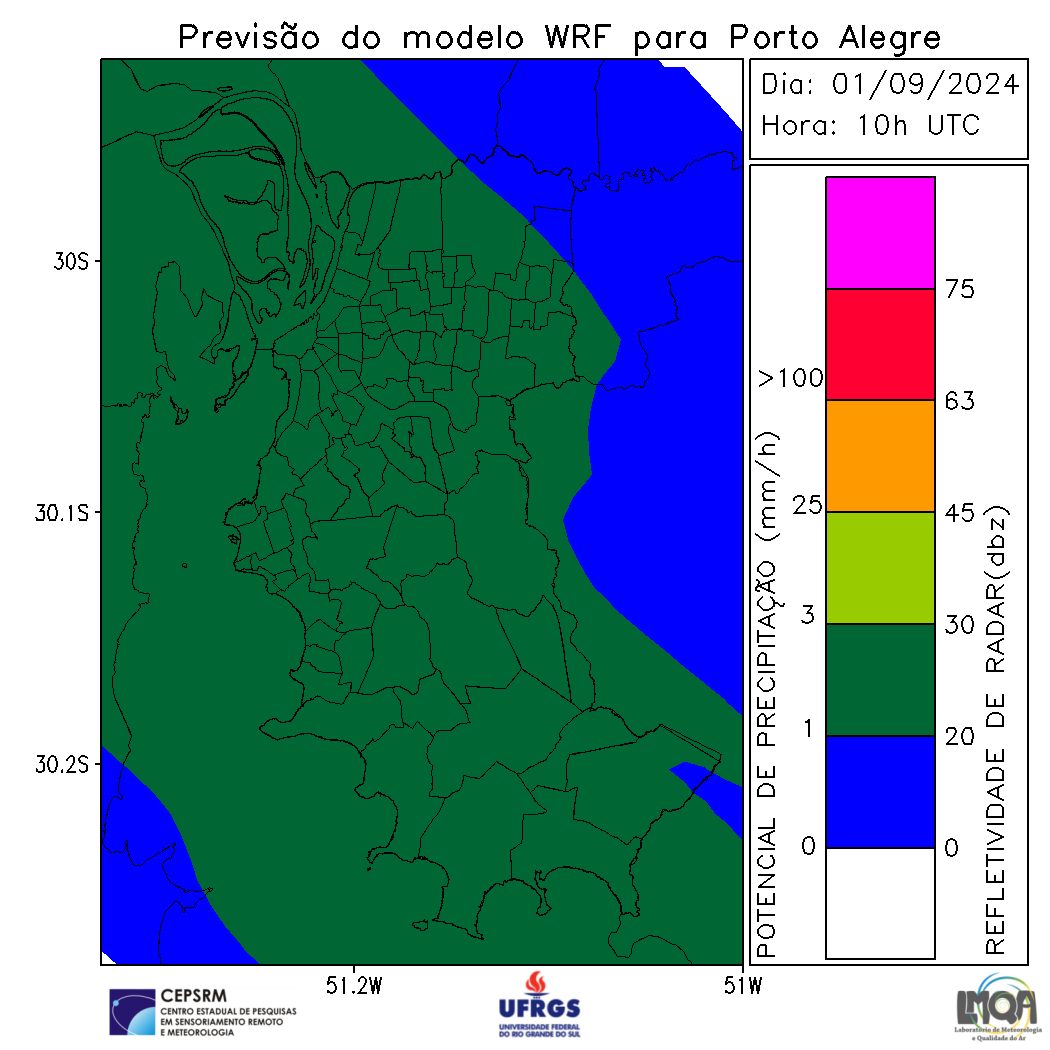 Previsão do modelo WRF para Porto Alegre
Dia: 01/09/2024
Hora: 10h UTC
30S
30.1S
30.2S
51.2W
51W
POTENCIAL DE PRECIPITAÇÃO (mm/h)
>100
25
3
1
0
75
63
45
30
20
0
REFLETIVIDADE DE RADAR(dbz)
CEPSRM
CENTRO ESTADUAL DE PESQUISAS
EM SENSORIAMENTO REMOTO
E METEOROLOGIA
UFRGS
UNIVERSIDADE FEDERAL
DO RIO GRANDE DO SUL
LMQA
Laboratório de Meteorologia
e Qualidade do Ar